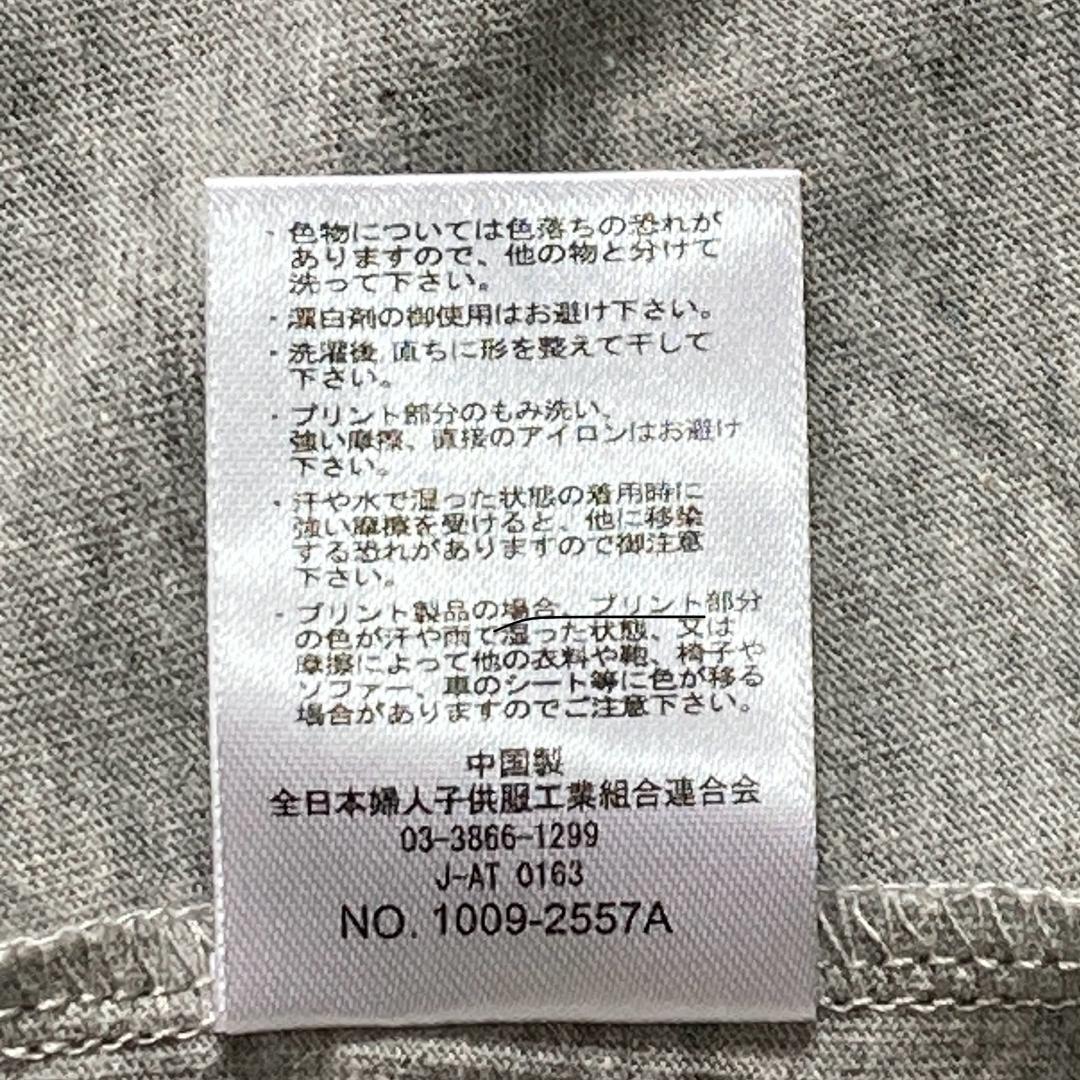 ・色物については色落ちの恐れが
ありますので、他の物と分けて
洗って下さい。
・漂白剤の御使用はお避け下さい。
・洗濯後、直ちに形を整えて干して
下さい。
・プリント部分のもみ洗い、
強い摩擦、直接のアイロンはお避け
下さい。
・汗や水で湿った状態の着用時に
強い摩擦を受けると、他に移染
する恐れがありますので御注意
下さい。
・プリント製品の場合、プリント部分
の色が汗や雨で湿った状態、又は
摩擦によって他の衣料や鞄、椅子や
ソファー、車のシート等に色が移る
場合がありますのでご注意下さい。
中国製
全日本婦人子供服工業組合連合会
03-3866-1299
J-AT 0163
NO. 1009-2557A